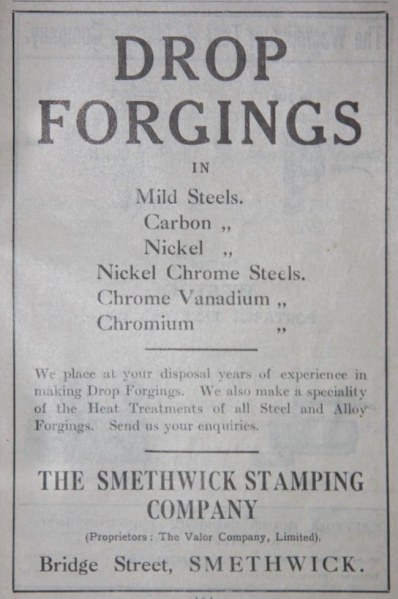 DROP
FORGINGS
IN
Mild Steels.
Carbon „
Nickel „
Nickel Chrome Steels.
Chrome Vanadium „
Chromium „
We place at your disposal years of experience in
making Drop Forgings. We also make a speciality
of the Heat Treatments of all Steel and Alloy
Forgings. Send us your enquiries.
THE SMETHWICK STAMPING
COMPANY
(Proprietors: The Valor Company, Limited).
Bridge Street, SMETHWICK.